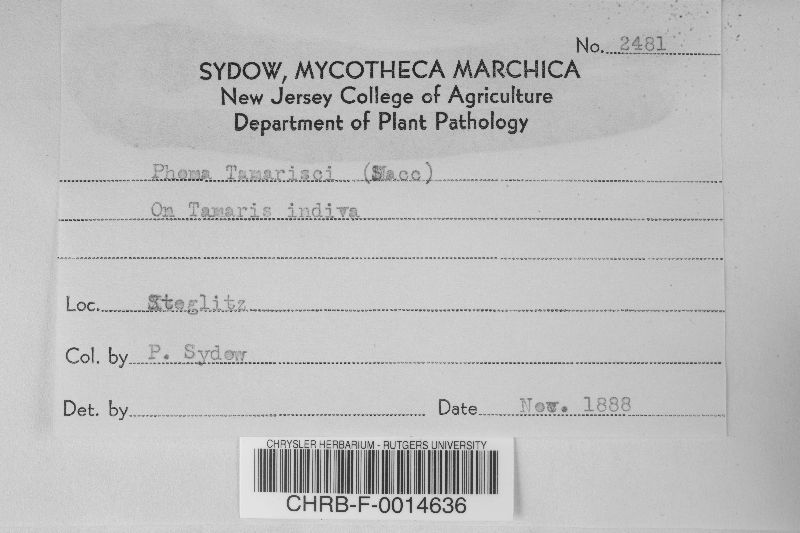 No. 2481
SYDOW, MYCOTHECA MARCHICA
New Jersey College of Agriculture
Department of Plant Pathology
Phoma Tamarisci (Sacc)
On Tamaris indiva
Loc. Steglitz
Col. by P. Sydow
Det. by
Date Nov. 1888
CHRYSLER HERBARIUM - RUTGERS UNIVERSITY
CHRB-F-0014636